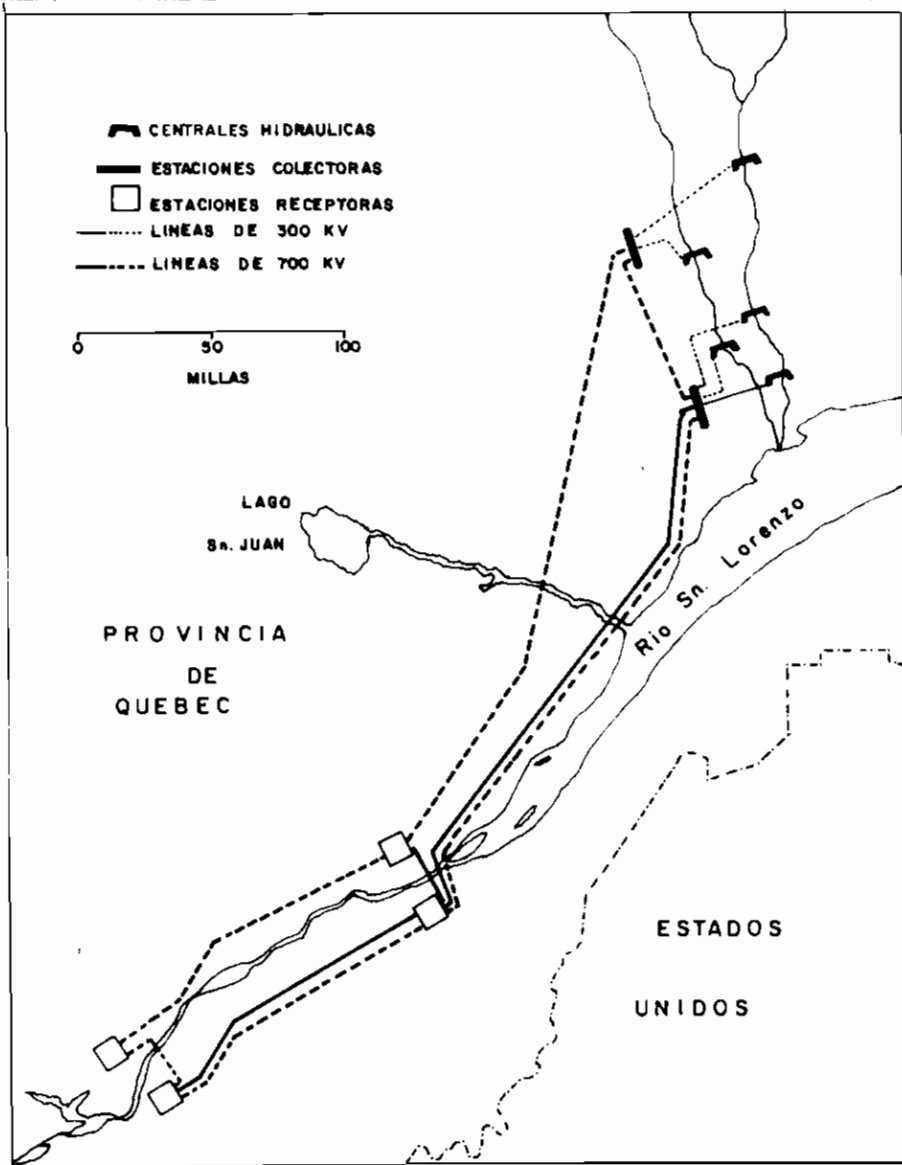 CENTRALES HIDRAULICAS
ESTACIONES COLECTORAS
ESTACIONES RECEPTORAS
LINEAS DE 300 KV
LINEAS DE 700 KV
0 50 100
MILLAS
LAGO
Sn. JUAN
Rio Sn. Lorenzo
PROVINCIA
DE
QUEBEC
ESTADOS
UNIDOS